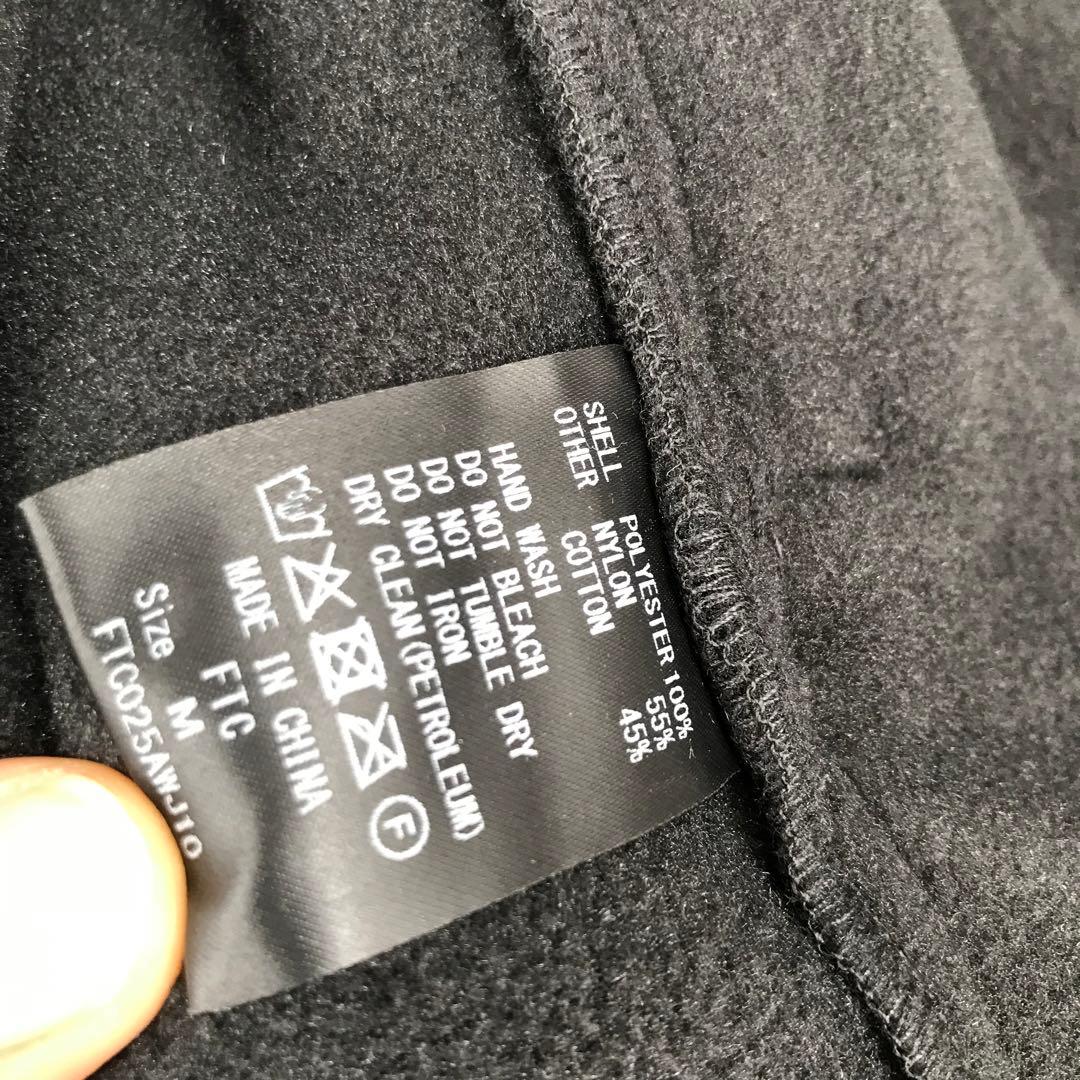 SHELL POLYESTER 100%
OTHER NYLON 55%
COTTON 45%
HAND WASH
DO NOT BLEACH
DO NOT TUMBLE DRY
DO NOT IRON
DRY CLEAN(PETROLEUM)
F
MADE IN CHINA
FTC
Size M
FTC025AWJ10